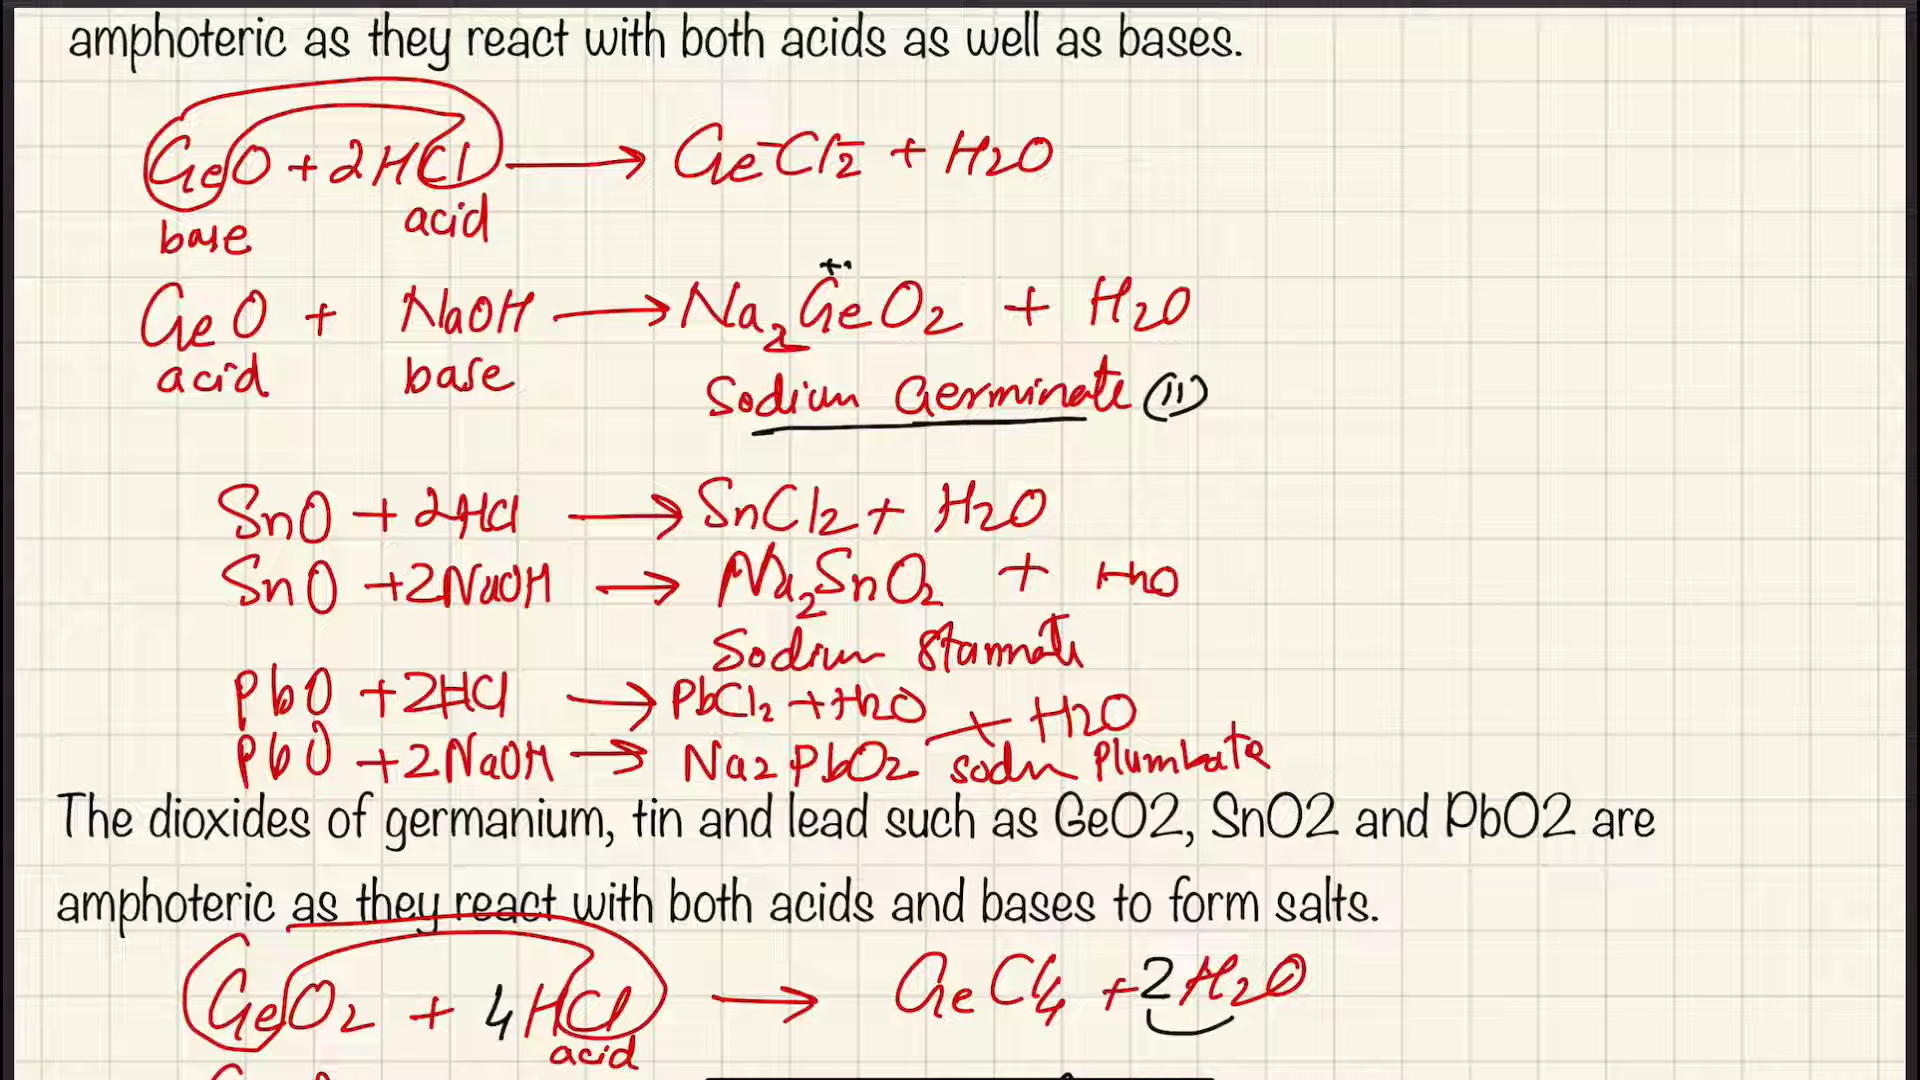 amphoteric as they react with both acids as well as bases.
GeO + 2HCl → GeCl2 + H2O
base acid
GeO + NaOH → Na2GeO2 + H2O
acid base
Sodium Germinate (II)
SnO + 2HCl → SnCl2 + H2O
SnO + 2NaOH → Na2SnO2 + H2O
Sodium Stannate
PbO + 2HCl → PbCl2 + H2O
PbO + 2NaOH → Na2PbO2 + H2O
sodm Plumbate
The dioxides of germanium, tin and lead such as GeO2, SnO2 and PbO2 are
amphoteric as they react with both acids and bases to form salts.
GeO2 + 4HCl → GeCl4 + 2H2O
acid